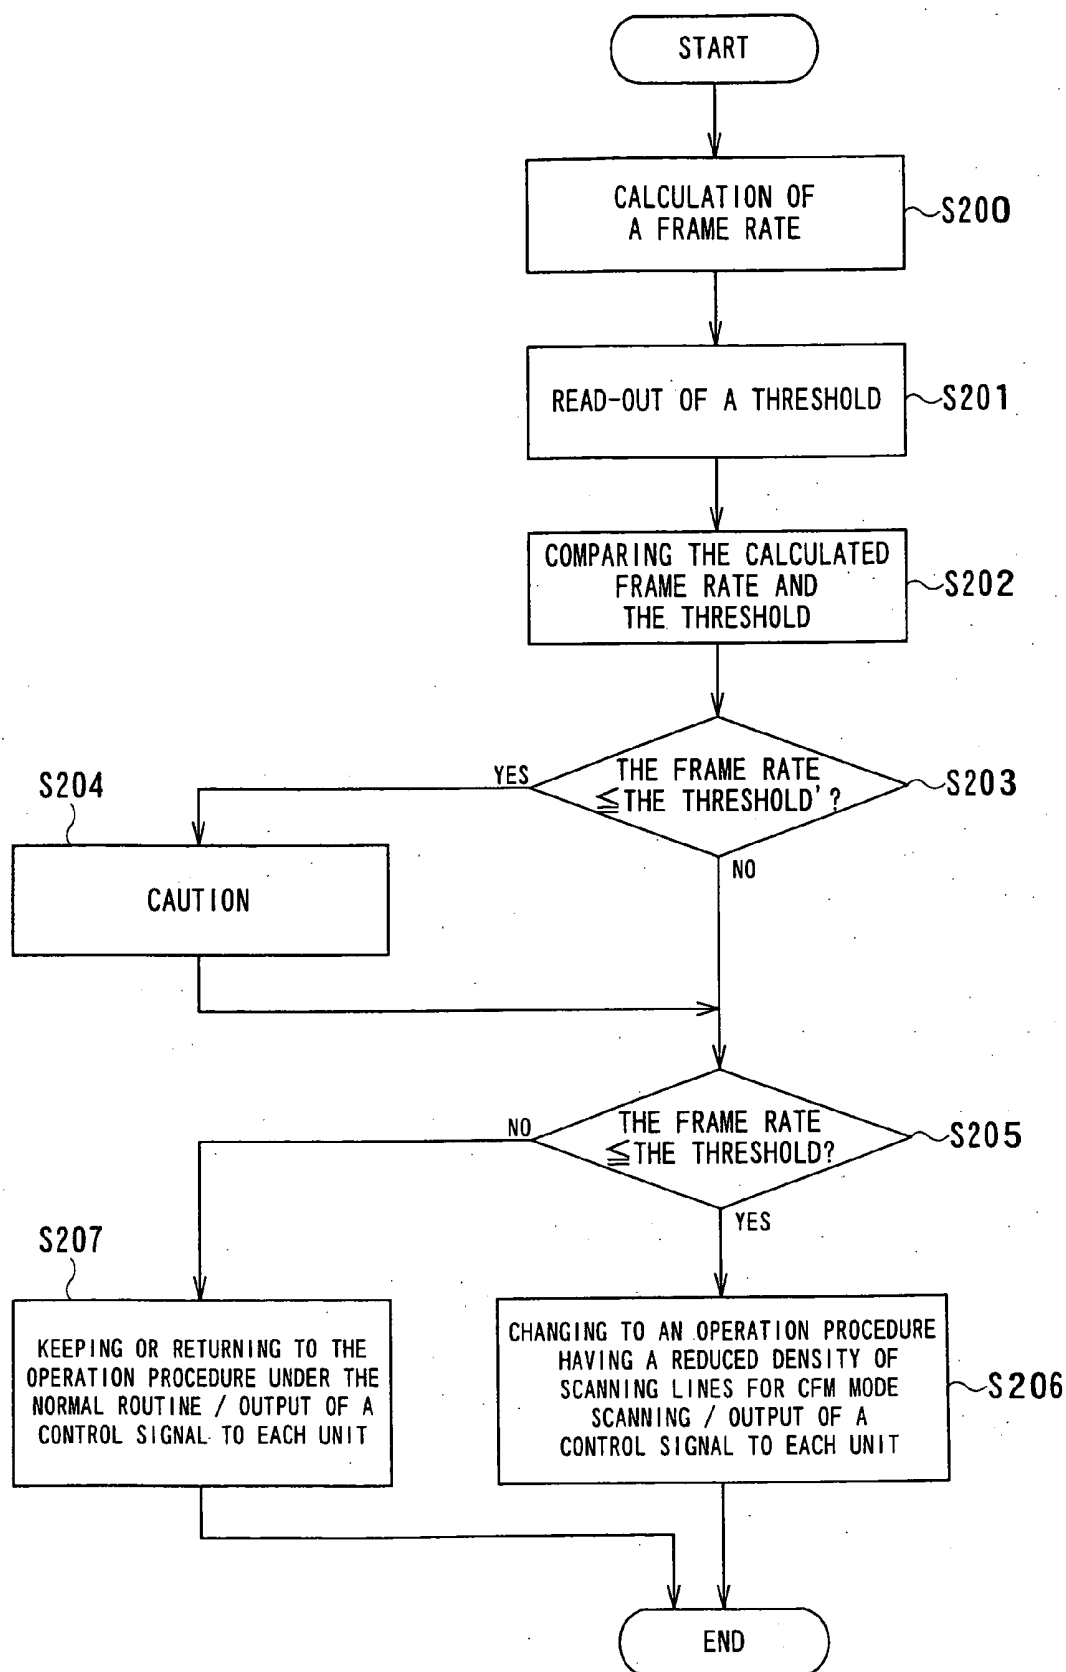 START
CALCULATION OF
A FRAME RATE
S200
READ-OUT OF A THRESHOLD
S201
COMPARING THE CALCULATED
FRAME RATE AND
THE THRESHOLD
S202
THE FRAME RATE
≦THE THRESHOLD'?
S203
YES
NO
S204
CAUTION
THE FRAME RATE
≦THE THRESHOLD?
S205
NO
YES
S207
KEEPING OR RETURNING TO THE
OPERATION PROCEDURE UNDER THE
NORMAL ROUTINE / OUTPUT OF A
CONTROL SIGNAL TO EACH UNIT
CHANGING TO AN OPERATION PROCEDURE
HAVING A REDUCED DENSITY OF
SCANNING LINES FOR CFM MODE
SCANNING / OUTPUT OF A
CONTROL SIGNAL TO EACH UNIT
S206
END